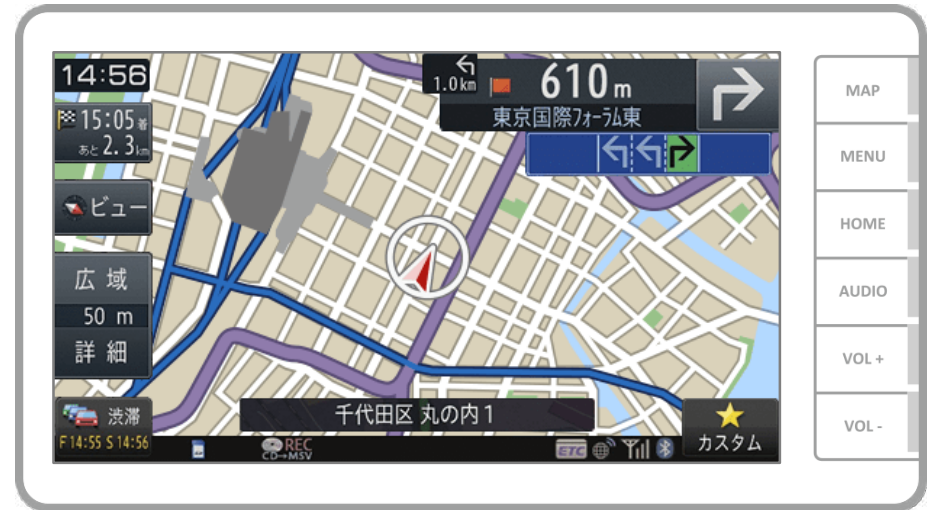 14:56
1.0km
610m
東京国際フォーラム東
15:05着
あと2.3km
ビュー
広域
50 m
詳細
千代田区 丸の内1
渋滞
F14:55 S14:56
REC
CD→MSV
ETC
カスタム
MAP
MENU
HOME
AUDIO
VOL +
VOL -